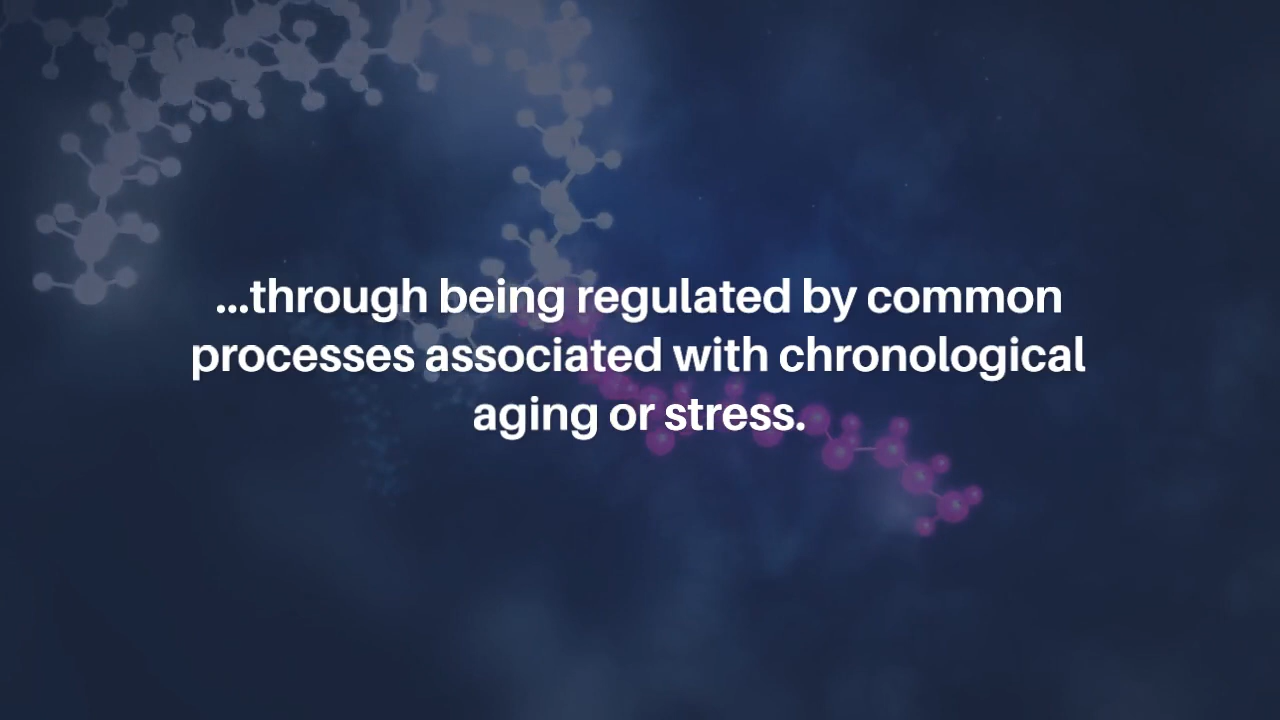 ...through being regulated by common
processes associated with chronological
aging or stress.